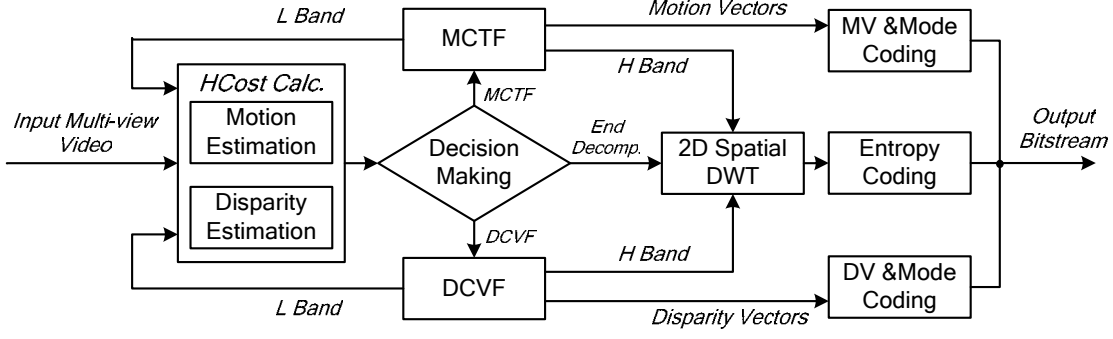 L Band
MCTF
Motion Vectors
MV &Mode
Coding
HCost Calc.
MCTF
H Band
Input Multi-view
Video
Motion
Estimation
Decision
Making
End
Decomp.
2D Spatial
DWT
Entropy
Coding
Output
Bitstream
Disparity
Estimation
DCVF
H Band
L Band
DCVF
Disparity Vectors
DV &Mode
Coding